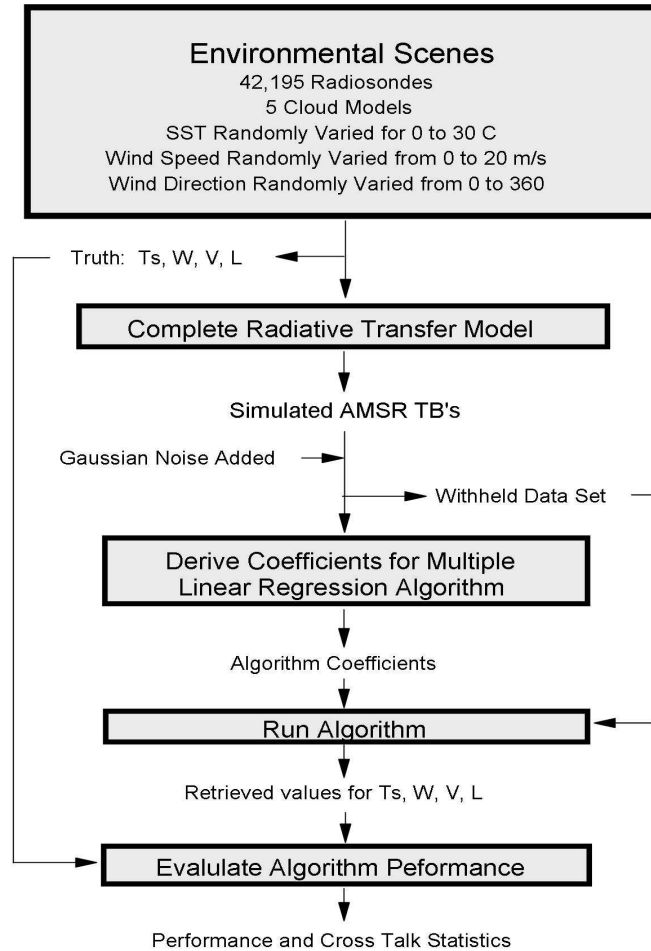 Environmental Scenes
42,195 Radiosondes
5 Cloud Models
SST Randomly Varied for 0 to 30 C
Wind Speed Randomly Varied from 0 to 20 m/s
Wind Direction Randomly Varied from 0 to 360
Truth: Ts, W, V, L
Complete Radiative Transfer Model
Simulated AMSR TB's
Gaussian Noise Added
Withheld Data Set
Derive Coefficients for Multiple
Linear Regression Algorithm
Algorithm Coefficients
Run Algorithm
Retrieved values for Ts, W, V, L
Evalulate Algorithm Peformance
Performance and Cross Talk Statistics